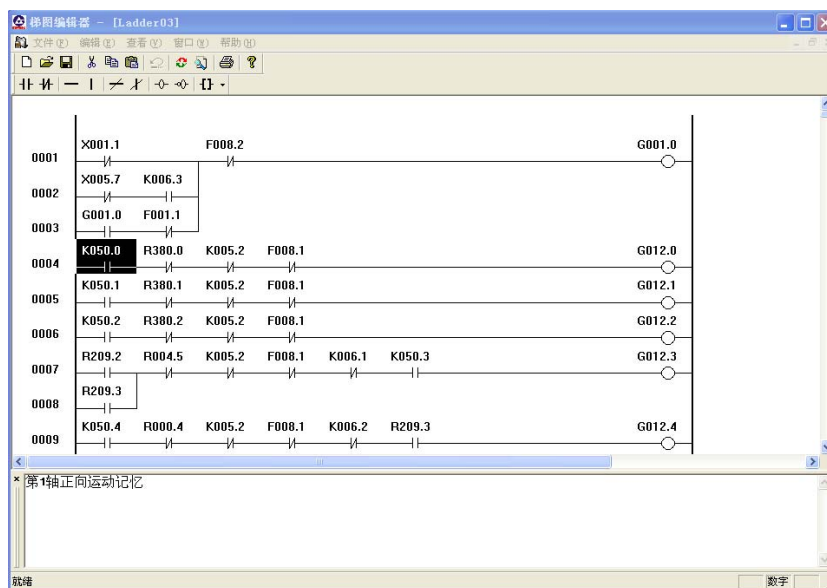 梯图编辑器 - [Ladder03]
文件(F) 编辑(E) 查看(V) 窗口(W) 帮助(H)
X001.1 F008.2 G001.0
0001
X005.7 K006.3
0002
G001.0 F001.1
0003
K050.0 R380.0 K005.2 F008.1 G012.0
0004
K050.1 R380.1 K005.2 F008.1 G012.1
0005
K050.2 R380.2 K005.2 F008.1 G012.2
0006
R209.2 R004.5 K005.2 F008.1 K006.1 K050.3 G012.3
0007
R209.3
0008
K050.4 R000.4 K005.2 F008.1 K006.2 R209.3 G012.4
0009
第1轴正向运动记忆
就绪 数字